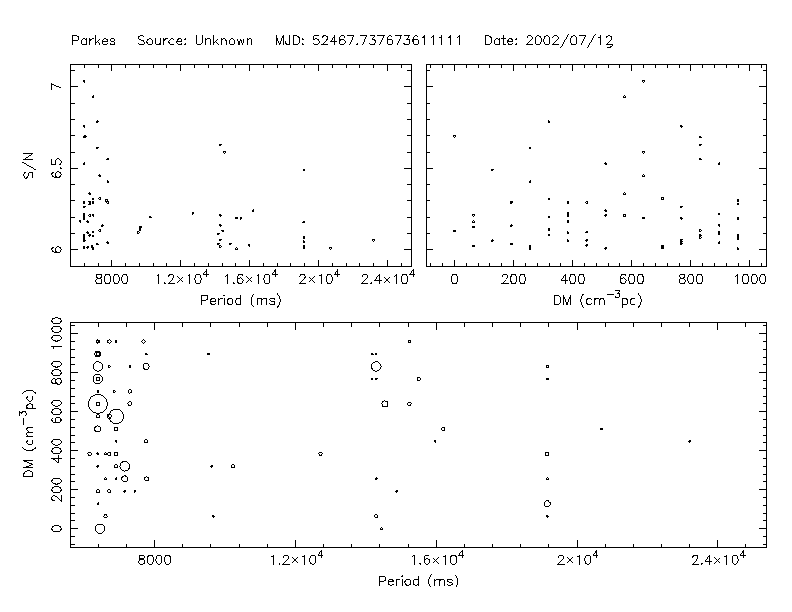 Parkes Source: Unknown MJD: 52467.737673611111 Date: 2002/07/12
S/N
7
6.5
6
8000 1.2×10⁴ 1.6×10⁴ 2×10⁴ 2.4×10⁴
Period (ms)
0 200 400 600 800 1000
DM (cm⁻³pc)
DM (cm⁻³pc)
1000
800
600
400
200
0
8000 1.2×10⁴ 1.6×10⁴ 2×10⁴ 2.4×10⁴
Period (ms)